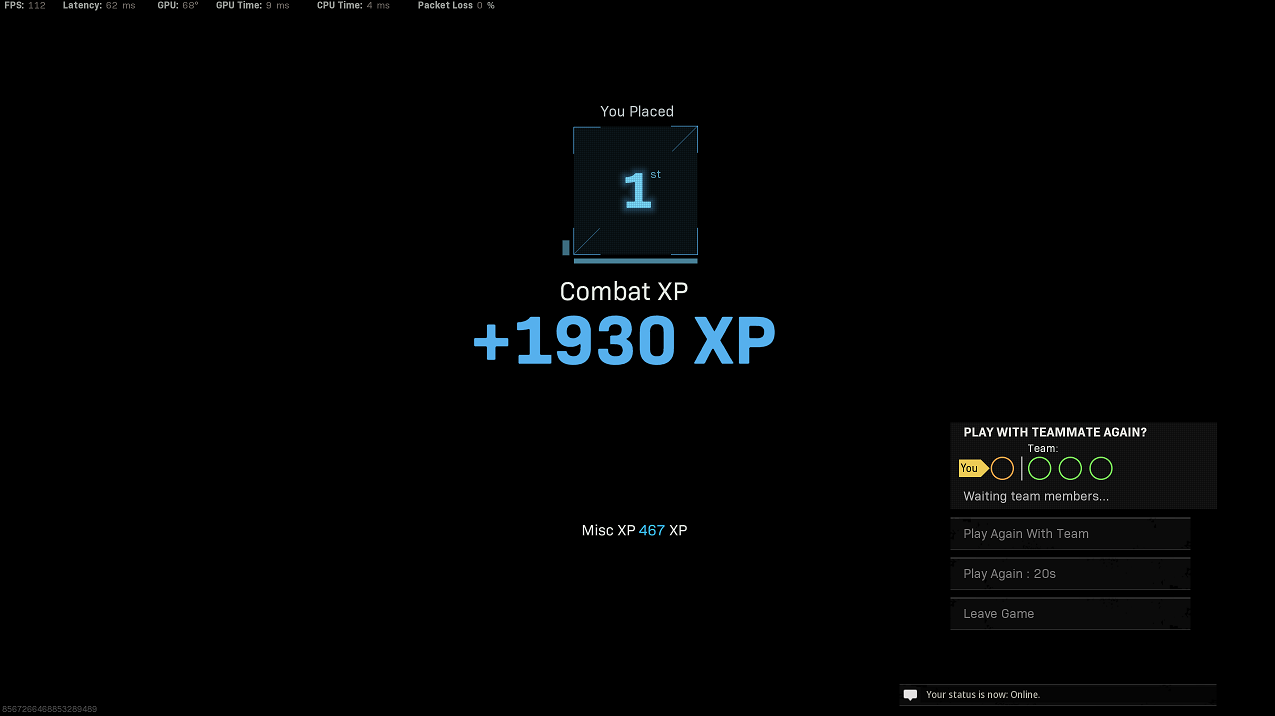 FPS: 112 Latency: 62 ms GPU: 68° GPU Time: 9 ms CPU Time: 4 ms Packet Loss 0 %
You Placed
1st
Combat XP
+1930 XP
PLAY WITH TEAMMATE AGAIN?
Team:
You
Waiting team members...
Misc XP 467 XP
Play Again With Team
Play Again : 20s
Leave Game
Your status is now: Online.
8567266468853289489